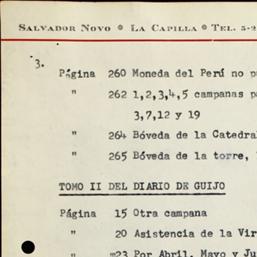 SALVADOR NOVO * LA CAPILLA * TEL. 5-2
3.
Página 260 Moneda del Perú no p
" 262 1,2,3,4,5 campanas p
3,7,12 y 19
" 264 Bóveda de la Catedra
" 265 Bóveda de la torre,
TOMO II DEL DIARIO DE GUIJO
Página 15 Otra campana
" 20 Asistencia de la Vir
" 23 Por Abril, Mayo y Ju